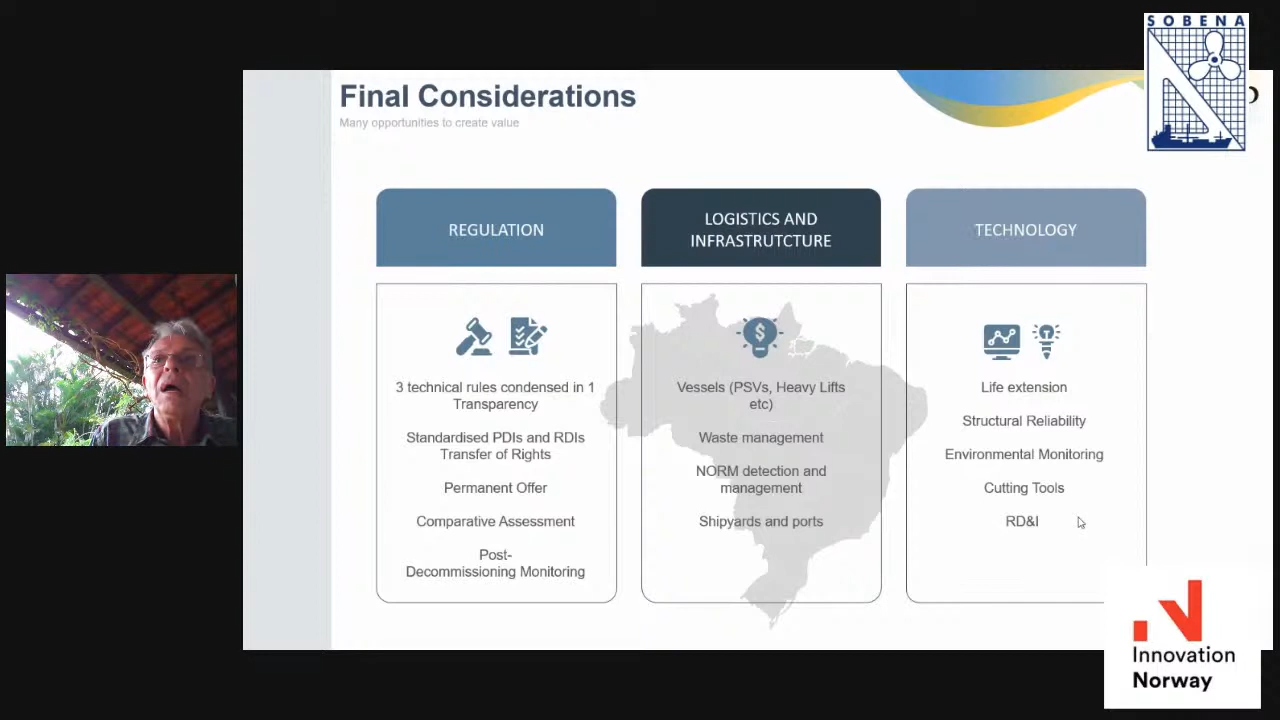 SOBENA
Final Considerations
Many opportunities to create value
REGULATION
3 technical rules condensed in 1
Transparency
Standardised PDIs and RDIs
Transfer of Rights
Permanent Offer
Comparative Assessment
Post-
Decommissioning Monitoring
LOGISTICS AND
INFRASTRUTCTURE
$
Vessels (PSVs, Heavy Lifts
etc)
Waste management
NORM detection and
management
Shipyards and ports
TECHNOLOGY
Life extension
Structural Reliability
Environmental Monitoring
Cutting Tools
RD&I
Innovation
Norway